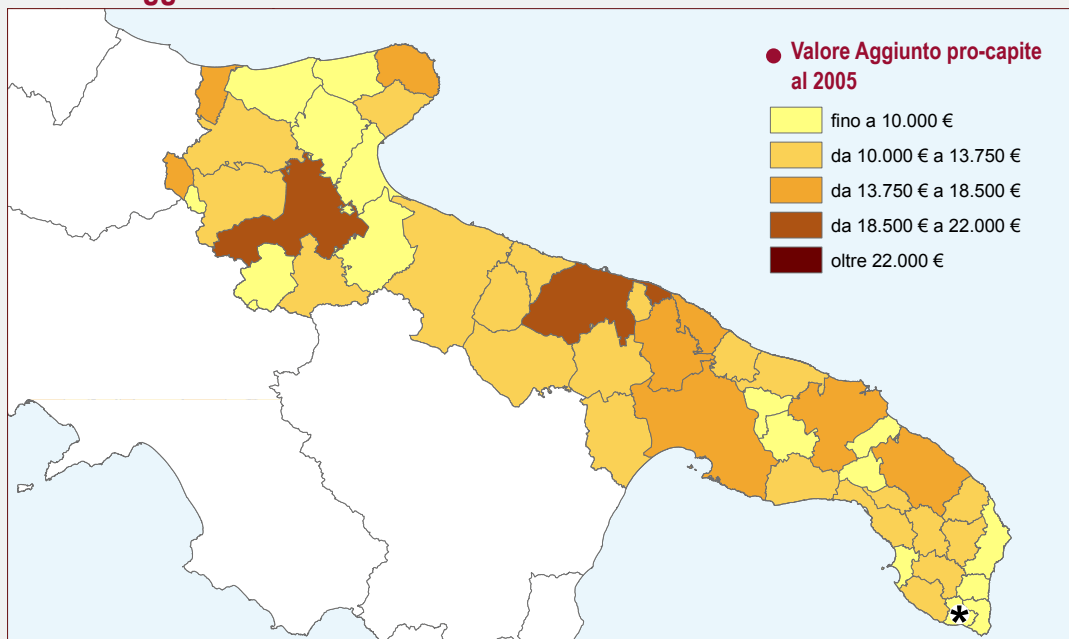 Valore Aggiunto pro-capite
al 2005
fino a 10.000 €
da 10.000 € a 13.750 €
da 13.750 € a 18.500 €
da 18.500 € a 22.000 €
oltre 22.000 €
*